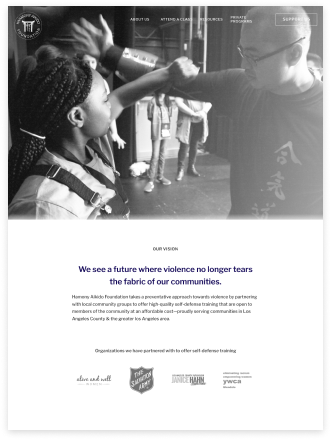 ABOUT US
ATTEND A CLASS
RESOURCES
PRIVATE
PROGRAMS
SUPPORT
OUR VISION
We see a future where violence no longer tears
the fabric of our communities.
Harmony Aikido Foundation takes a preventative approach towards violence by partnering
with local community groups to offer high-quality self-defense training that are open to
members of the community at an affordable cost—proudly serving communities in Los
Angeles County & the greater los Angeles area.
Organizations we have partnered with to offer self-defense training
alive and well
THE
SALVATION
ARMY
JANICE HAHN
ywca